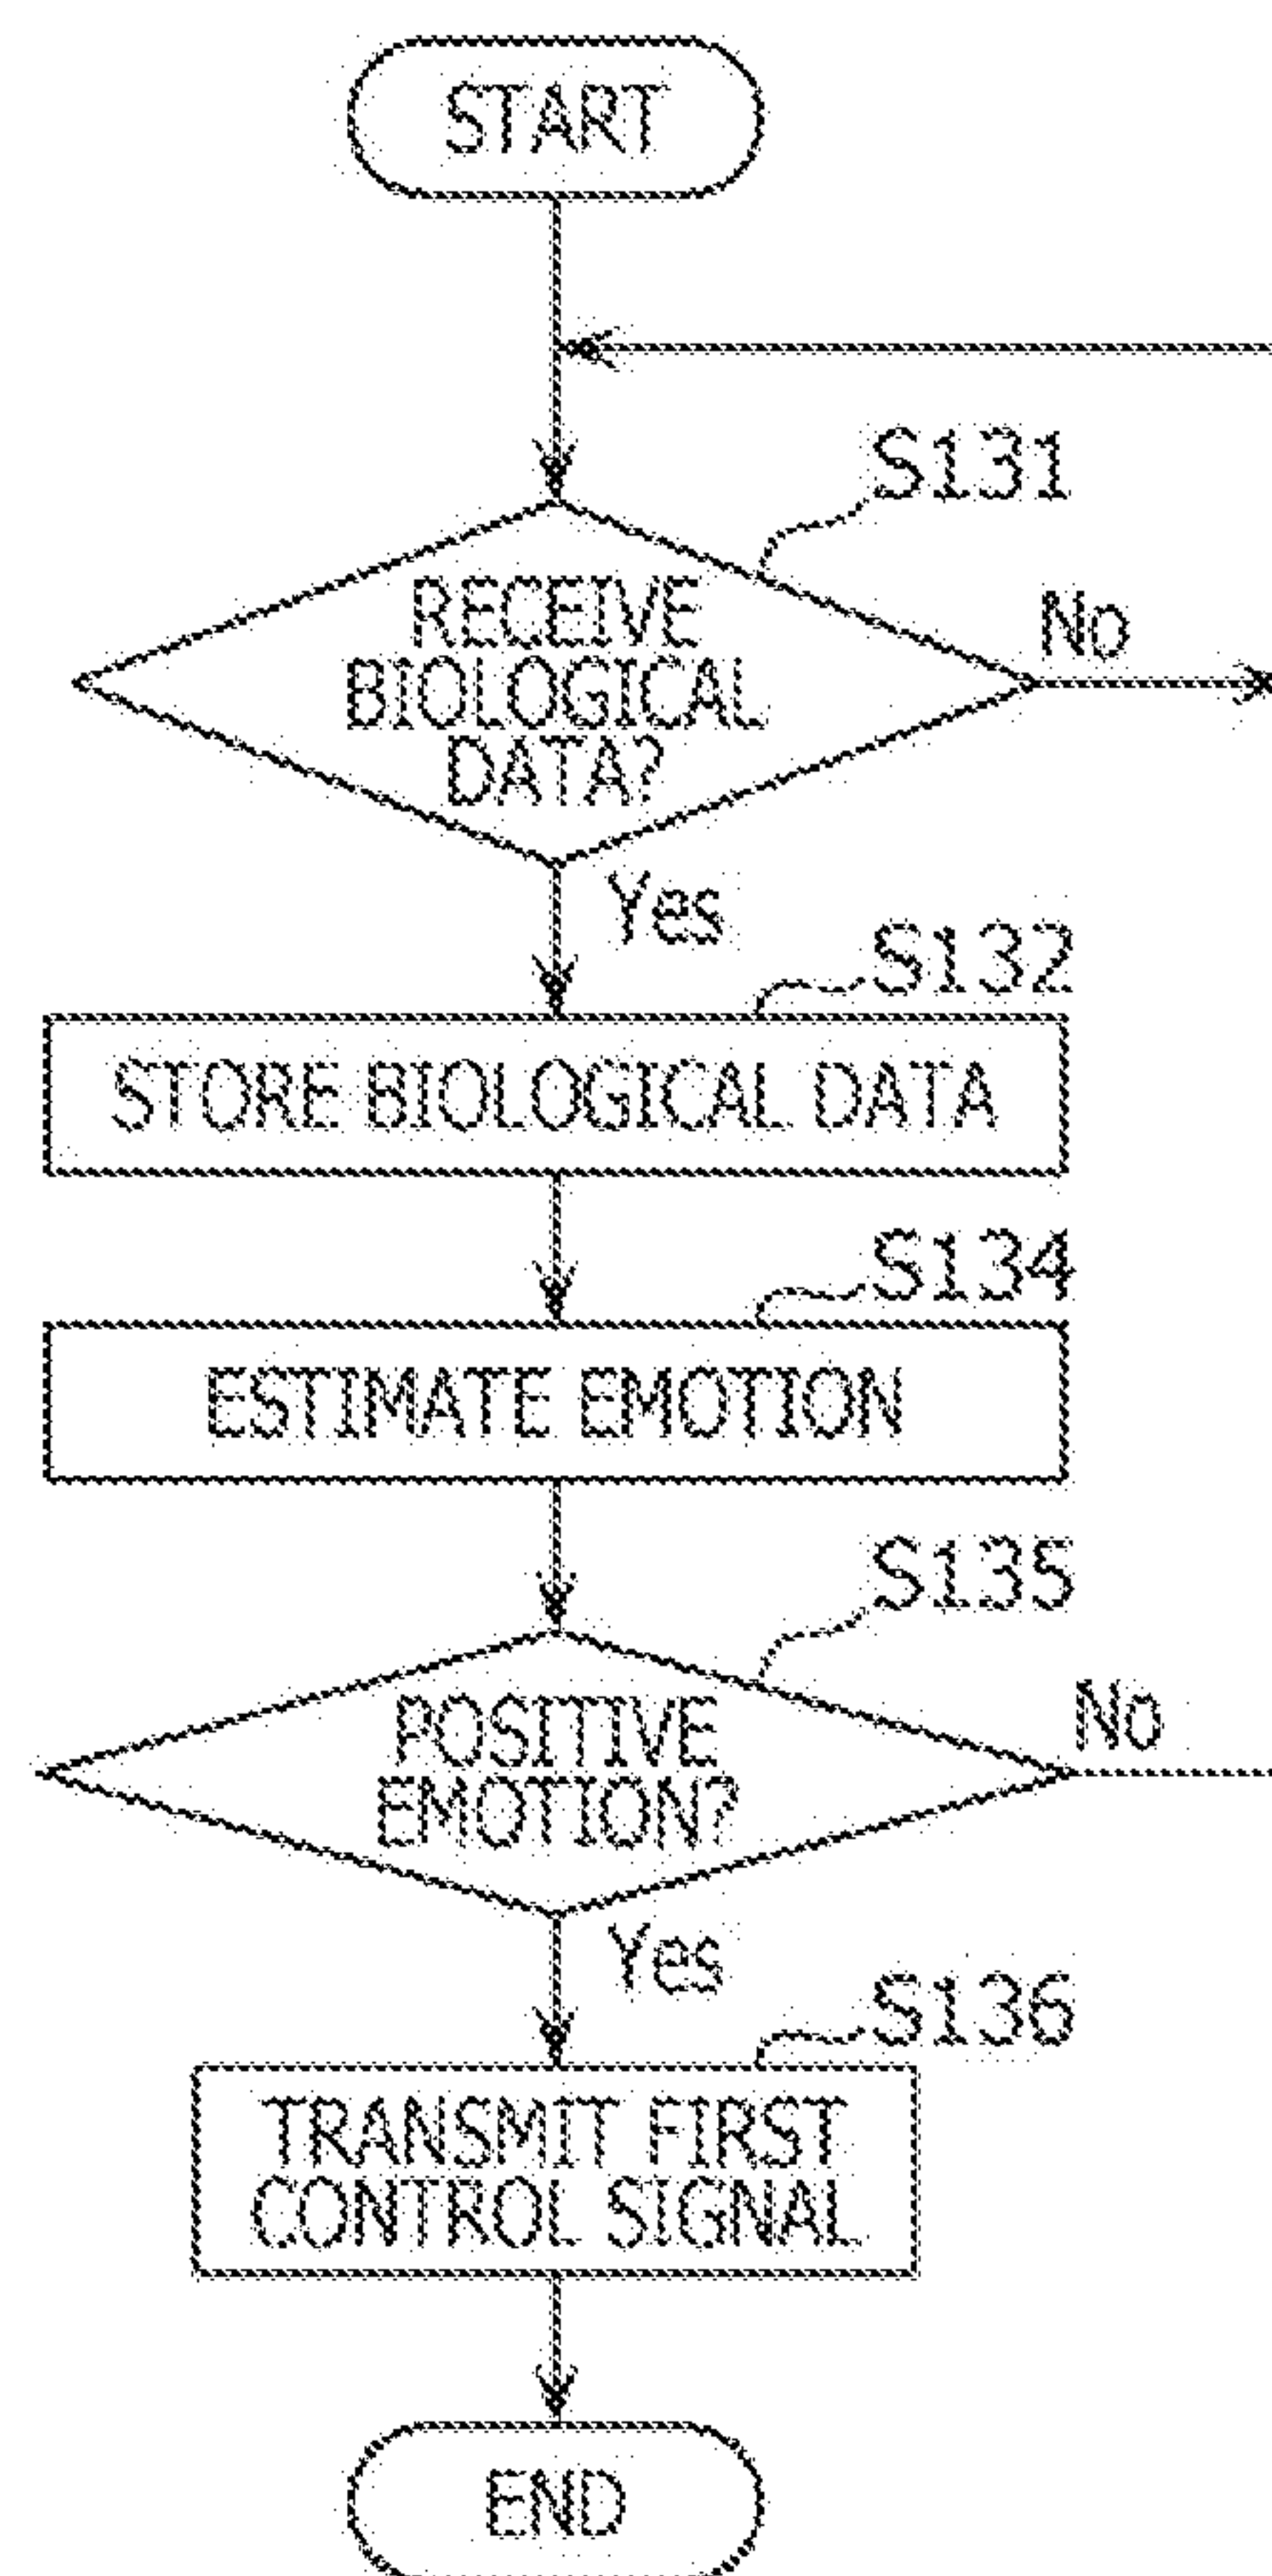 START
S131
RECEIVE
BIOLOGICAL
DATA?
No
Yes
S132
STORE BIOLOGICAL DATA
S134
ESTIMATE EMOTION
S135
POSITIVE
EMOTION?
No
Yes
S136
TRANSMIT FIRST
CONTROL SIGNAL
END